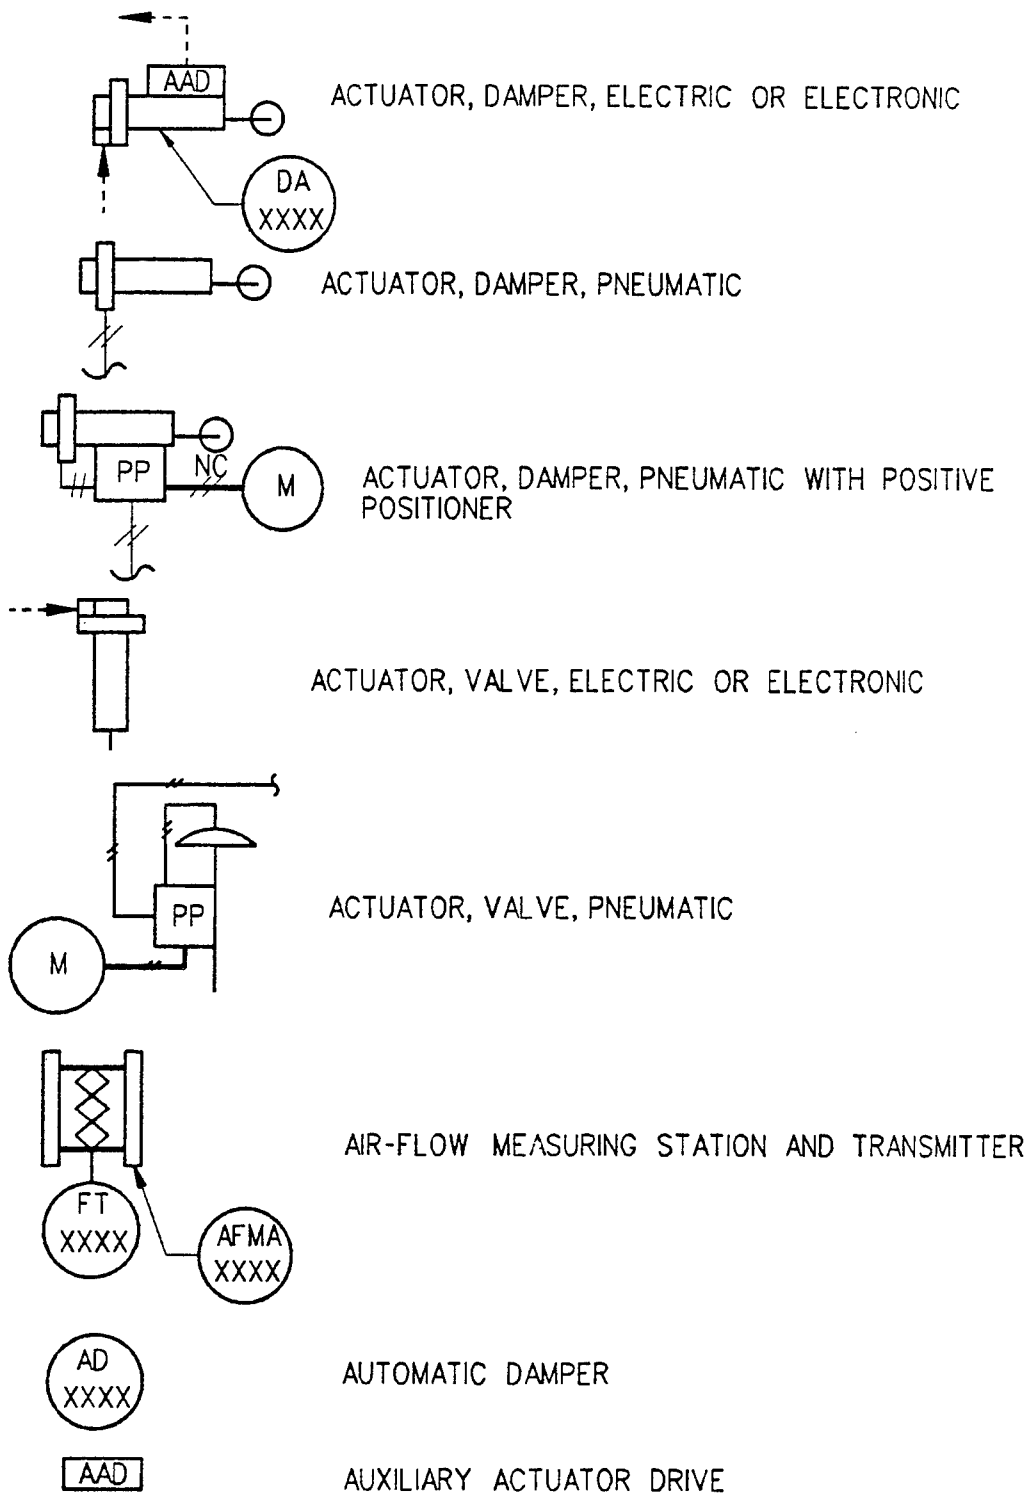 AAD
ACTUATOR, DAMPER, ELECTRIC OR ELECTRONIC
DA
XXXX
ACTUATOR, DAMPER, PNEUMATIC
PP
NC
M
ACTUATOR, DAMPER, PNEUMATIC WITH POSITIVE
POSITIONER
ACTUATOR, VALVE, ELECTRIC OR ELECTRONIC
PP
M
ACTUATOR, VALVE, PNEUMATIC
AIR-FLOW MEASURING STATION AND TRANSMITTER
FT
XXXX
AFMA
XXXX
AD
XXXX
AUTOMATIC DAMPER
AAD
AUXILIARY ACTUATOR DRIVE